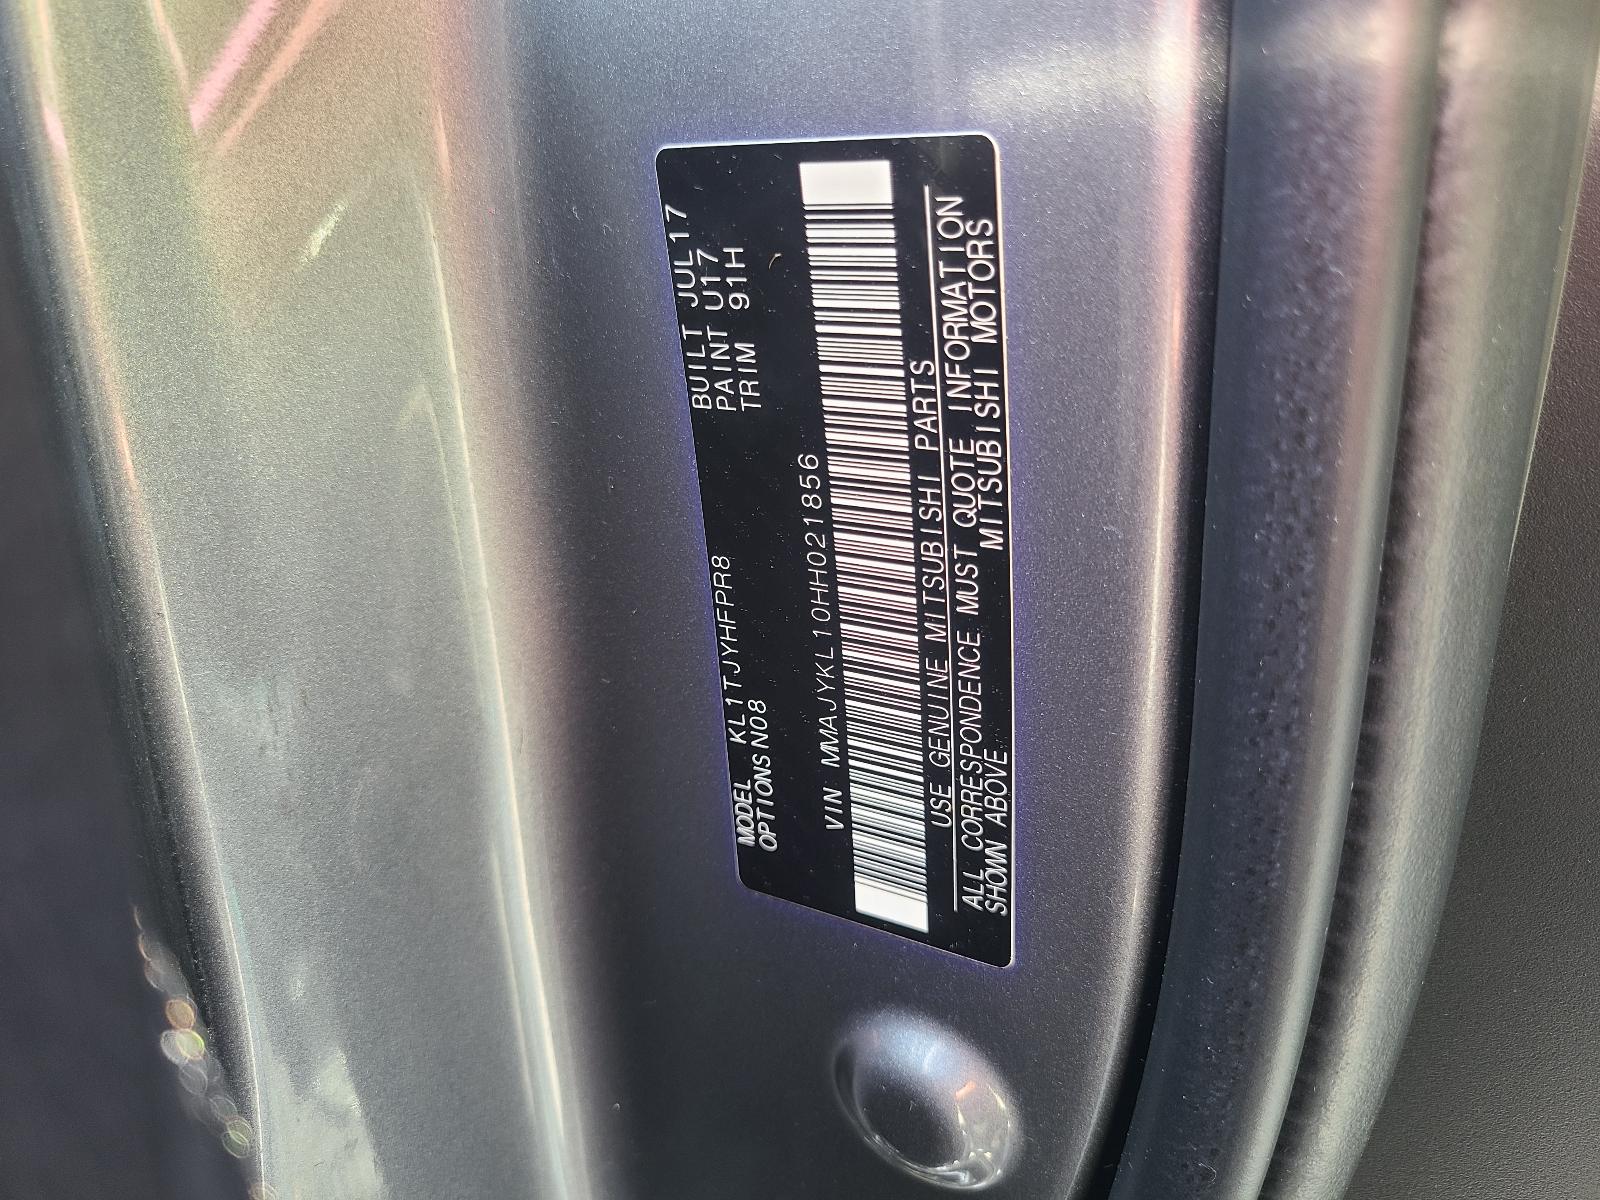 MODEL KL1TJYHFPR8 BUILT JUL17
OPTIONS N08 PAINT U17
TRIM 91H
VIN MMAJYKL10HH021856
USE GENUINE MITSUBISHI PARTS
ALL CORRESPONDENCE MUST QUOTE INFORMATION
SHOWN ABOVE MITSUBISHI MOTORS